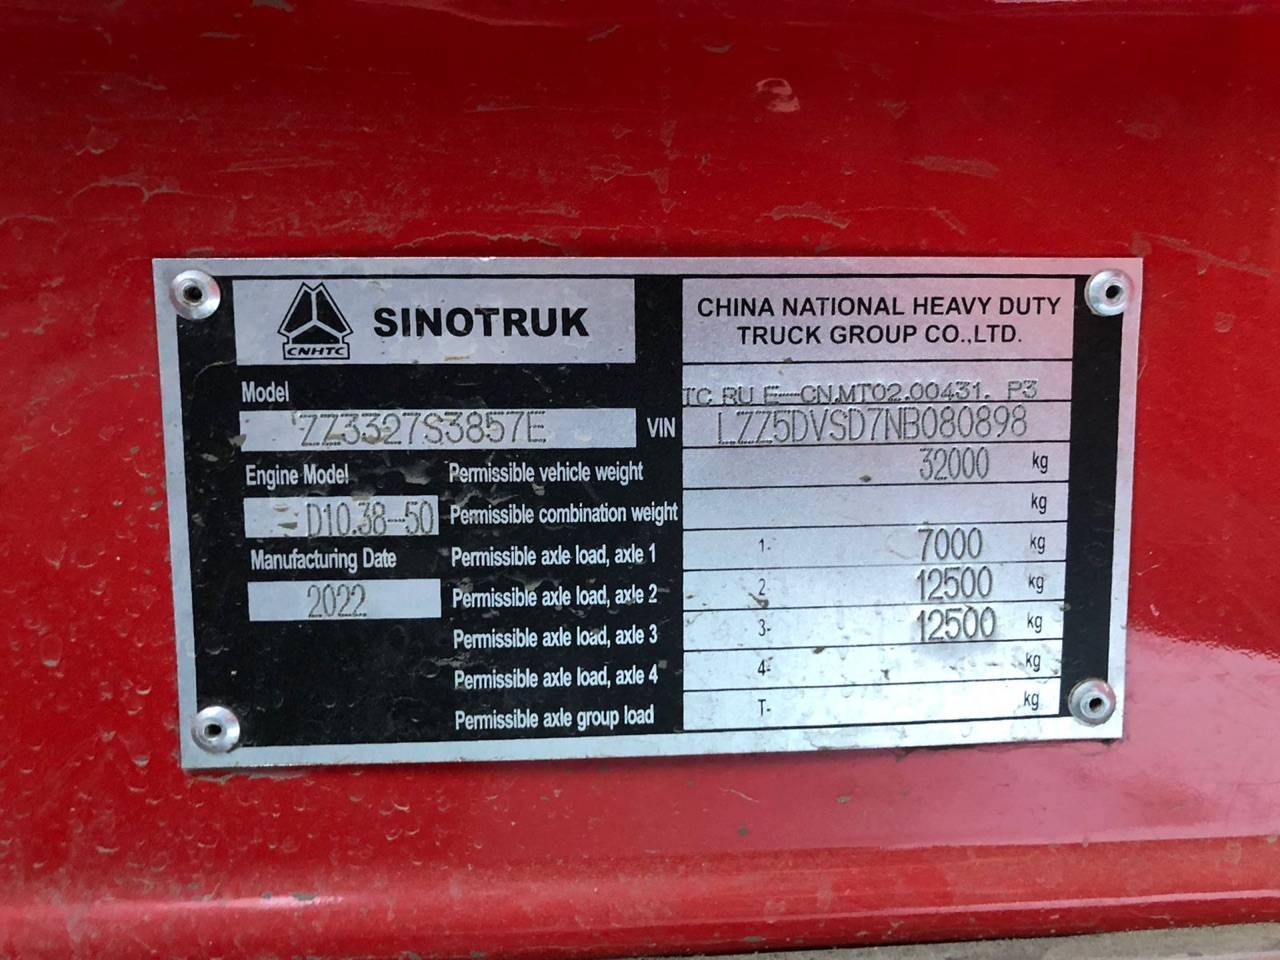 CNHTC
SINOTRUK
CHINA NATIONAL HEAVY DUTY
TRUCK GROUP CO.,LTD.
Model
TC RU E-CN.MT02.00431. P3
ZZ3327S3857E
VIN LZZ5DVSD7NB080898
Engine Model
Permissible vehicle weight 32000 kg
D10.38-50
Permissible combination weight kg
Manufacturing Date
Permissible axle load, axle 1 1- 7000 kg
2022
Permissible axle load, axle 2 2- 12500 kg
Permissible axle load, axle 3 3- 12500 kg
Permissible axle load, axle 4 4- kg
Permissible axle group load T- kg